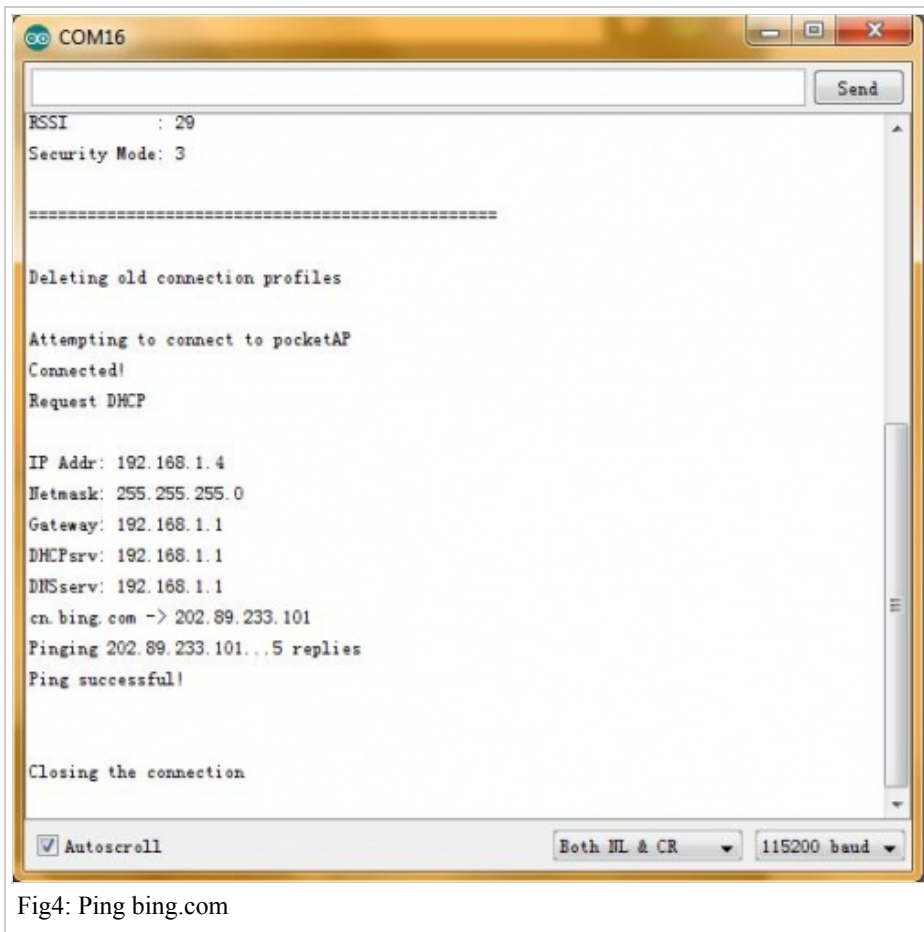 COM16
Send
RSSI : 29
Security Mode: 3
================================================
Deleting old connection profiles
Attempting to connect to pocketAP
Connected!
Request DHCP
IP Addr: 192.168.1.4
Netmask: 255.255.255.0
Gateway: 192.168.1.1
DHCPsrv: 192.168.1.1
DNSserv: 192.168.1.1
cn.bing.com -> 202.89.233.101
Pinging 202.89.233.101...5 replies
Ping successful!
Closing the connection
Autoscroll Both NL & CR 115200 baud
Fig4: Ping bing.com